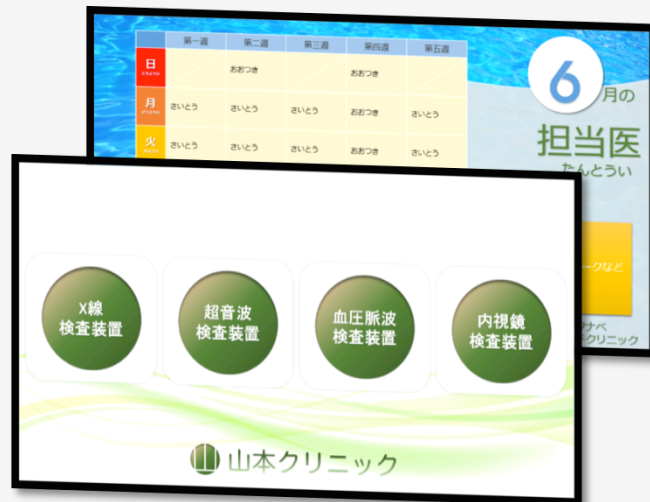 第一週 第二週 第三週 第四週 第五週
日 おおつき おおつき
月 さいとう さいとう さいとう おおつき さいとう
火 さいとう さいとう さいとう おおつき さいとう
6月の
担当医
たんとうい
クなど
ナベ
クリニック
X線
検査装置
超音波
検査装置
血圧脈波
検査装置
内視鏡
検査装置
山本クリニック